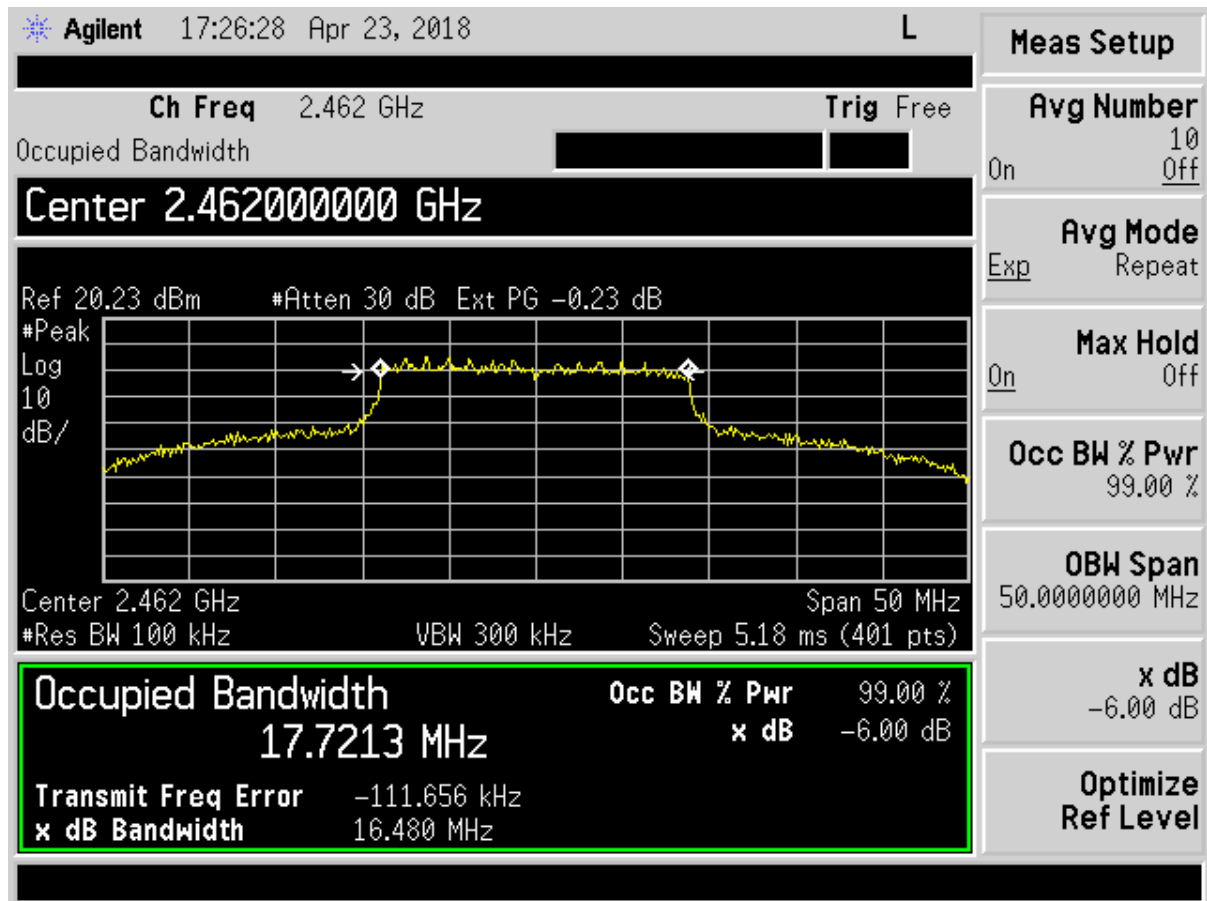 Agilent 17:26:28 Apr 23, 2018 L
Ch Freq 2.462 GHz Trig Free
Occupied Bandwidth
Center 2.462000000 GHz
Ref 20.23 dBm #Atten 30 dB Ext PG -0.23 dB
#Peak
Log
10
dB/
Center 2.462 GHz Span 50 MHz
#Res BW 100 kHz VBW 300 kHz Sweep 5.18 ms (401 pts)
Occupied Bandwidth Occ BW % Pwr 99.00 %
17.7213 MHz x dB -6.00 dB
Transmit Freq Error -111.656 kHz
x dB Bandwidth 16.480 MHz
Meas Setup
Avg Number
10
On Off
Avg Mode
Exp Repeat
Max Hold
On Off
Occ BW % Pwr
99.00 %
OBW Span
50.0000000 MHz
x dB
-6.00 dB
Optimize
Ref Level